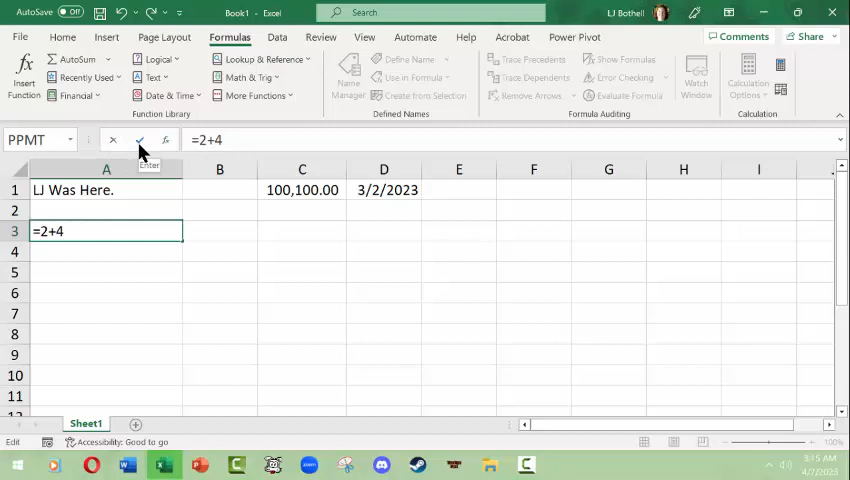 AutoSave Off Book1 - Excel Search LJ Bothell
File Home Insert Page Layout Formulas Data Review View Automate Help Acrobat Power Pivot Comments Share
fx Insert Function
AutoSum
Recently Used
Financial
Logical
Text
Date & Time
Lookup & Reference
Math & Trig
More Functions
Function Library
Name Manager
Define Name
Use in Formula
Create from Selection
Defined Names
Trace Precedents
Trace Dependents
Remove Arrows
Show Formulas
Error Checking
Evaluate Formula
Formula Auditing
Watch Window
Calculation Options
Calculation
PPMT fx =2+4
Enter
A B C D E F G H I
1 LJ Was Here. 100,100.00 3/2/2023
2
3 =2+4
4
5
6
7
8
9
10
11
12
Sheet1
Edit Accessibility: Good to go 100%
3:15 AM
4/2/2023